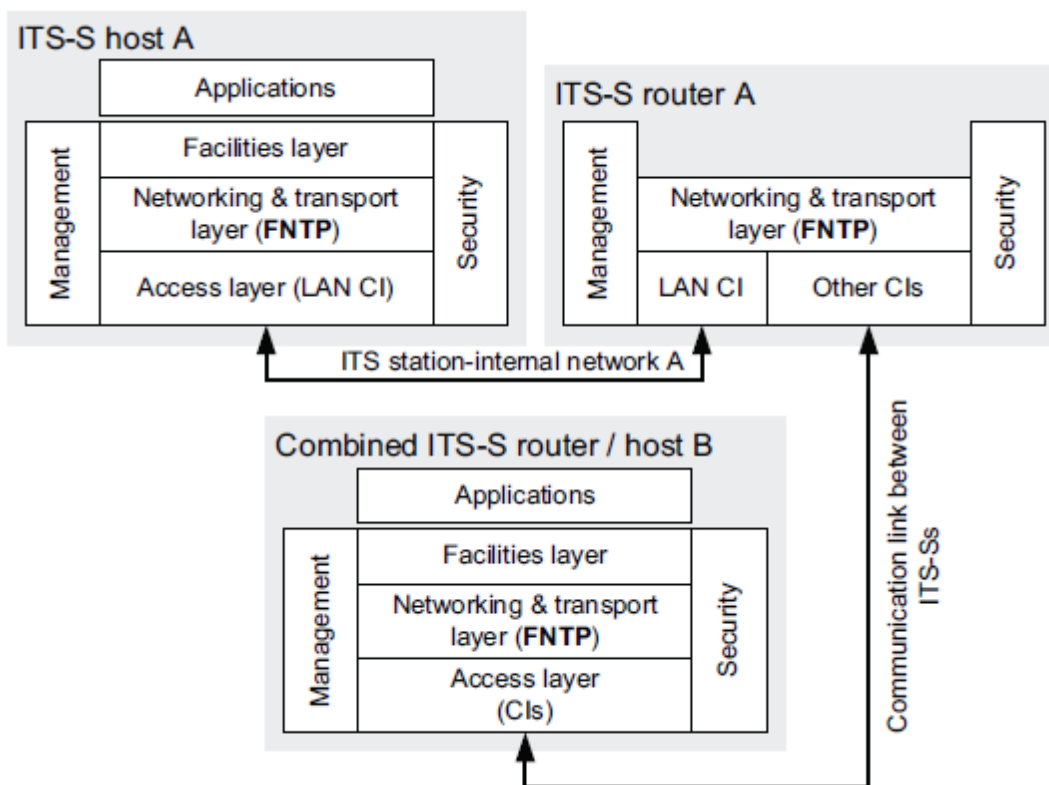 ITS-S host A
Applications
Management
Facilities layer
Networking & transport
layer (FNTP)
Access layer (LAN CI)
Security
ITS-S router A
Management
Networking & transport
layer (FNTP)
LAN CI
Other CIs
Security
ITS station-internal network A
Combined ITS-S router / host B
Applications
Management
Facilities layer
Networking & transport
layer (FNTP)
Access layer
(CIs)
Security
Communication link between
ITS-Ss